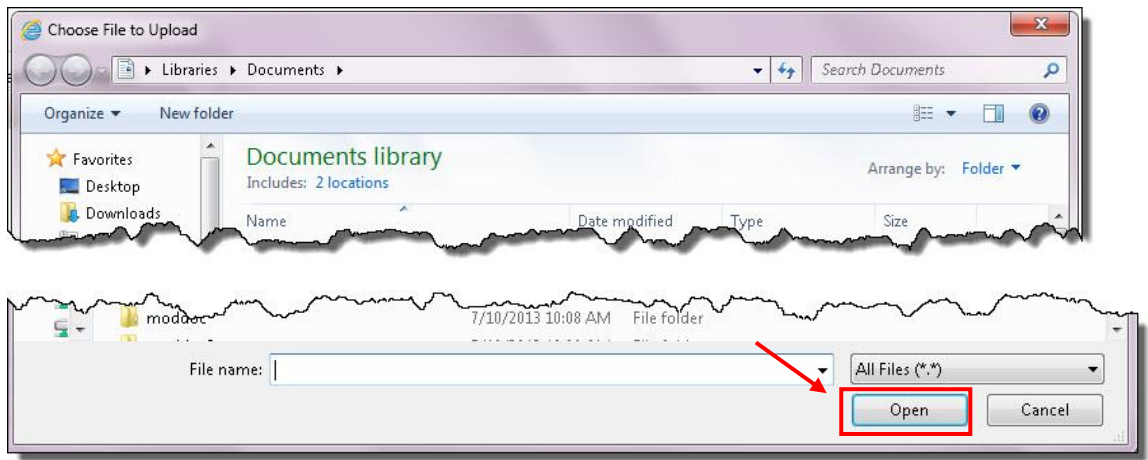 Choose File to Upload
Libraries Documents Search Documents
Organize New folder
Favorites
Desktop
Downloads
Documents library
Includes: 2 locations
Arrange by: Folder
Name Date modified Type Size
moddoc 7/10/2013 10:08 AM File folder
File name: All Files (*.*)
Open Cancel